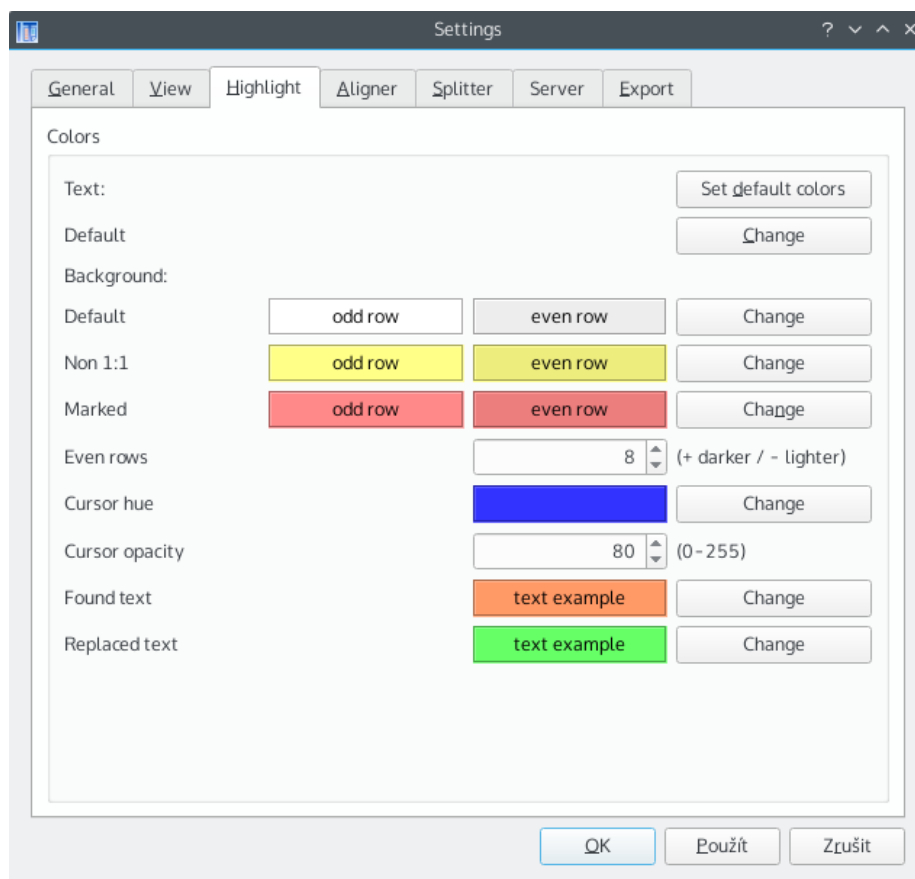 Settings
General View Highlight Aligner Splitter Server Export
Colors
Text: Set default colors
Default Change
Background:
Default odd row even row Change
Non 1:1 odd row even row Change
Marked odd row even row Change
Even rows 8 (+ darker / - lighter)
Cursor hue Change
Cursor opacity 80 (0-255)
Found text text example Change
Replaced text text example Change
OK Použít Zrušit